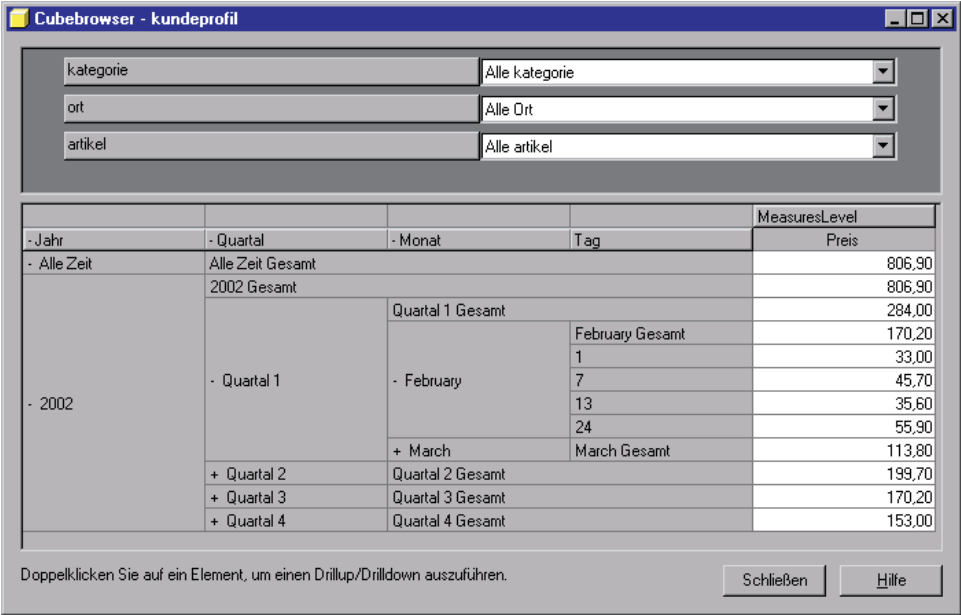 Cubebrowser - kundeprofil
kategorie Alle kategorie
ort Alle Ort
artikel Alle artikel
MeasuresLevel
- Jahr - Quartal - Monat Tag Preis
- Alle Zeit Alle Zeit Gesamt 806,90
2002 Gesamt 806,90
Quartal 1 Gesamt 284,00
February Gesamt 170,20
1 33,00
- Quartal 1 - February 7 45,70
- 2002 13 35,60
24 55,90
+ March March Gesamt 113,80
+ Quartal 2 Quartal 2 Gesamt 199,70
+ Quartal 3 Quartal 3 Gesamt 170,20
+ Quartal 4 Quartal 4 Gesamt 153,00
Doppelklicken Sie auf ein Element, um einen Drillup/Drilldown auszuführen. Schließen Hilfe